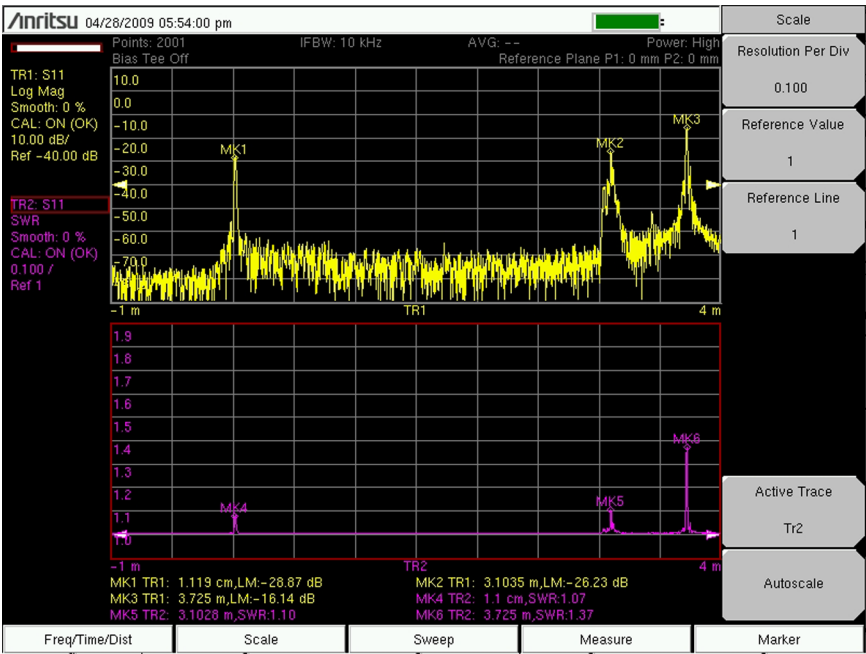 /Inritsu 04/28/2009 05:54:00 pm
Scale
Points: 2001 IFBW: 10 kHz AVG: -- Power: High
Bias Tee Off Reference Plane P1: 0 mm P2: 0 mm
TR1: S11
Log Mag
Smooth: 0 %
CAL: ON (OK)
10.00 dB/
Ref -40.00 dB
10.0
0.0
-10.0
-20.0
-30.0
-40.0
-50.0
-60.0
-70.0
MK1
MK2
MK3
-1 m TR1 4 m
TR2: S11
SWR
Smooth: 0 %
CAL: ON (OK)
0.100 /
Ref 1
1.9
1.8
1.7
1.6
1.5
1.4
1.3
1.2
1.1
1.0
MK4
MK5
MK6
-1 m TR2 4 m
MK1 TR1: 1.119 cm,LM:-28.87 dB MK2 TR1: 3.1035 m,LM:-26.23 dB
MK3 TR1: 3.725 m,LM:-16.14 dB MK4 TR2: 1.1 cm,SWR:1.07
MK5 TR2: 3.1028 m,SWR:1.10 MK6 TR2: 3.725 m,SWR:1.37
Resolution Per Div
0.100
Reference Value
1
Reference Line
1
Active Trace
Tr2
Autoscale
Freq/Time/Dist Scale Sweep Measure Marker